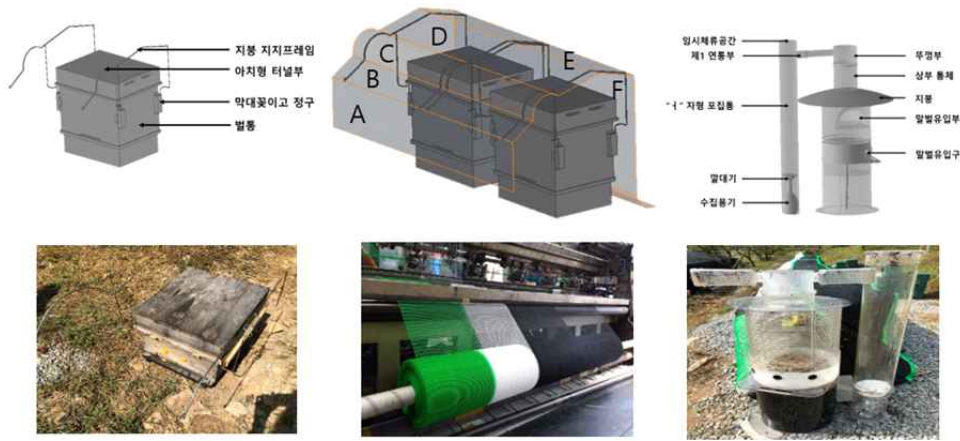 지붕 지지프레임
아치형 터널부
막대꽂이고 정구
벌통
A
B
C
D
E
F
임시체류공간
제1 연통부
"ㅓ" 자형 포집통
깔대기
수집용기
뚜껑부
상부 통체
지붕
말벌유입부
말벌유입구